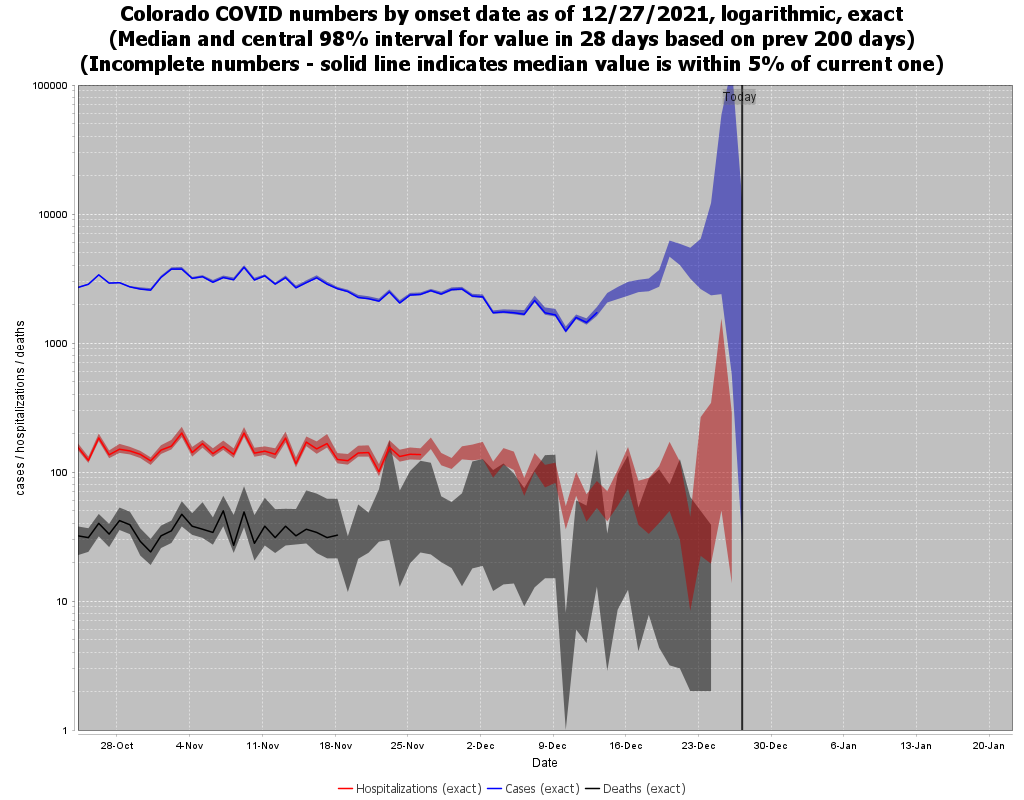 Colorado COVID numbers by onset date as of 12/27/2021, logarithmic, exact
(Median and central 98% interval for value in 28 days based on prev 200 days)
(Incomplete numbers - solid line indicates median value is within 5% of current one)
Today
100000
10000
1000
100
10
1
cases / hospitalizations / deaths
28-Oct 4-Nov 11-Nov 18-Nov 25-Nov 2-Dec 9-Dec 16-Dec 23-Dec 30-Dec 6-Jan 13-Jan 20-Jan
Date
Hospitalizations (exact) Cases (exact) Deaths (exact)